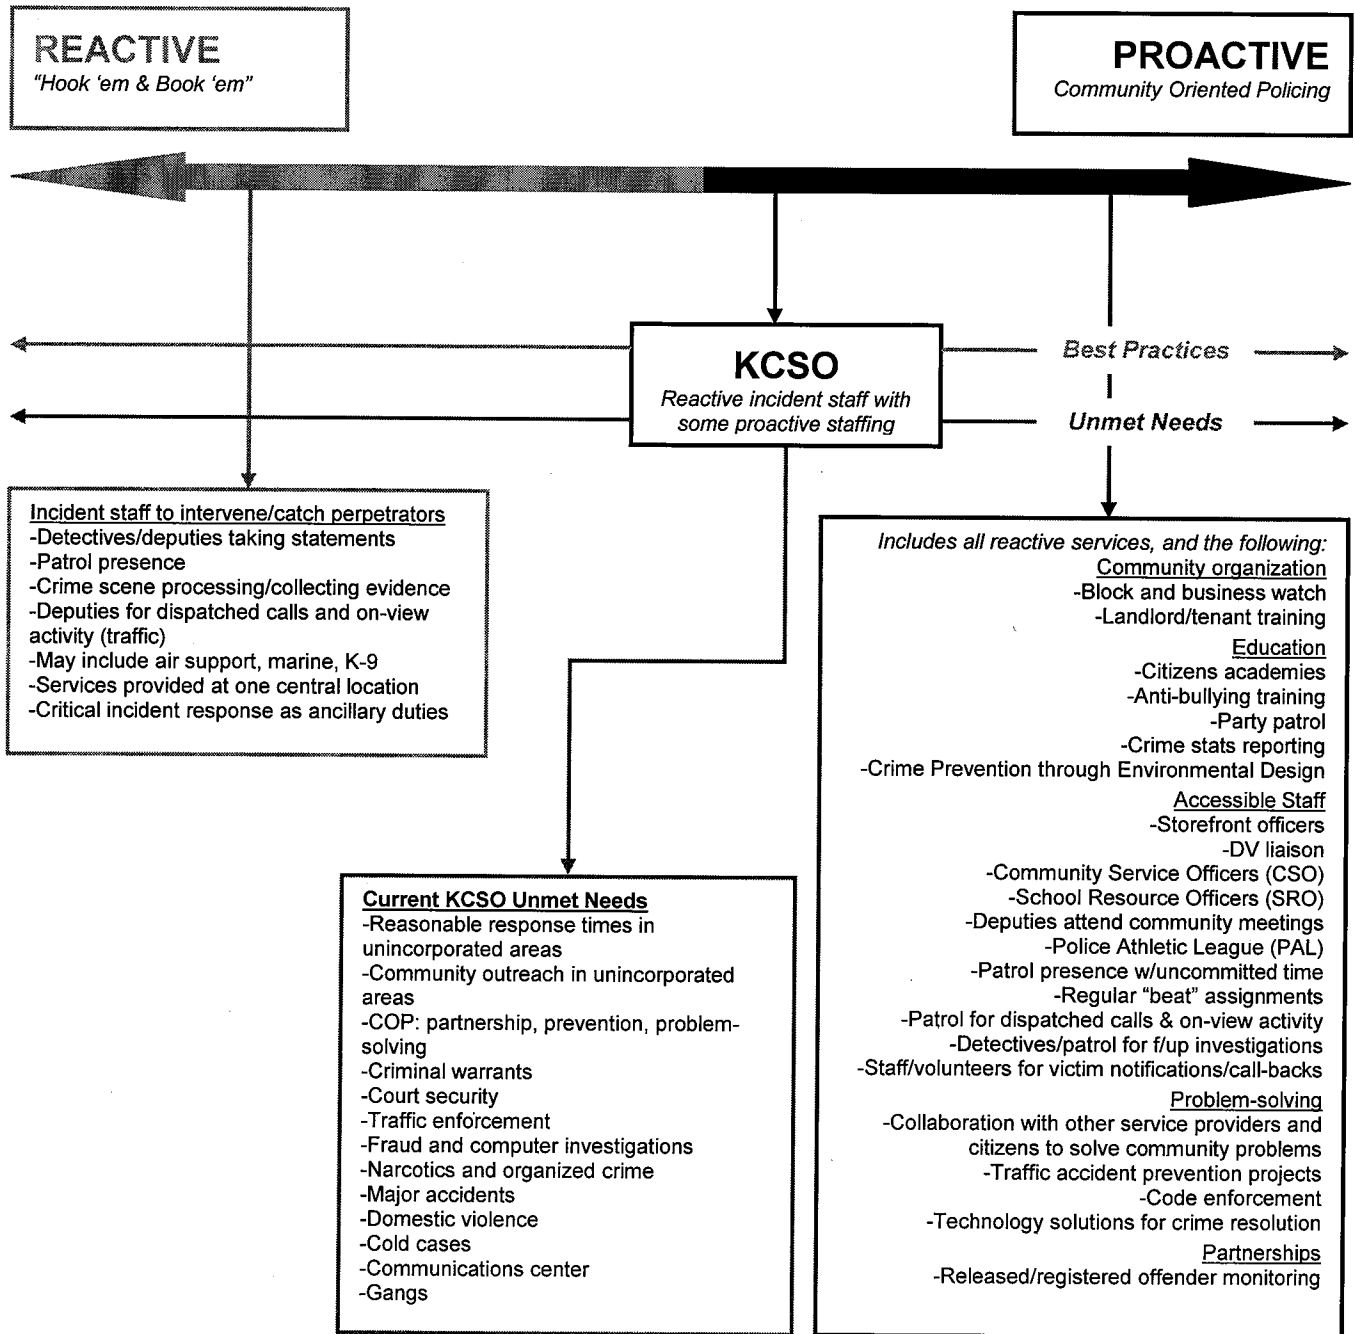 REACTIVE
"Hook 'em & Book 'em"
PROACTIVE
Community Oriented Policing
KCSO
Reactive incident staff with
some proactive staffing
Best Practices
Unmet Needs
Incident staff to intervene/catch perpetrators
-Detectives/deputies taking statements
-Patrol presence
-Crime scene processing/collecting evidence
-Deputies for dispatched calls and on-view
activity (traffic)
-May include air support, marine, K-9
-Services provided at one central location
-Critical incident response as ancillary duties
Current KCSO Unmet Needs
-Reasonable response times in
unincorporated areas
-Community outreach in unincorporated
areas
-COP: partnership, prevention, problem-
solving
-Criminal warrants
-Court security
-Traffic enforcement
-Fraud and computer investigations
-Narcotics and organized crime
-Major accidents
-Domestic violence
-Cold cases
-Communications center
-Gangs
Includes all reactive services, and the following:
Community organization
-Block and business watch
-Landlord/tenant training
Education
-Citizens academies
-Anti-bullying training
-Party patrol
-Crime stats reporting
-Crime Prevention through Environmental Design
Accessible Staff
-Storefront officers
-DV liaison
-Community Service Officers (CSO)
-School Resource Officers (SRO)
-Deputies attend community meetings
-Police Athletic League (PAL)
-Patrol presence w/uncommitted time
-Regular "beat" assignments
-Patrol for dispatched calls & on-view activity
-Detectives/patrol for f/up investigations
-Staff/volunteers for victim notifications/call-backs
Problem-solving
-Collaboration with other service providers and
citizens to solve community problems
-Traffic accident prevention projects
-Code enforcement
-Technology solutions for crime resolution
Partnerships
-Released/registered offender monitoring